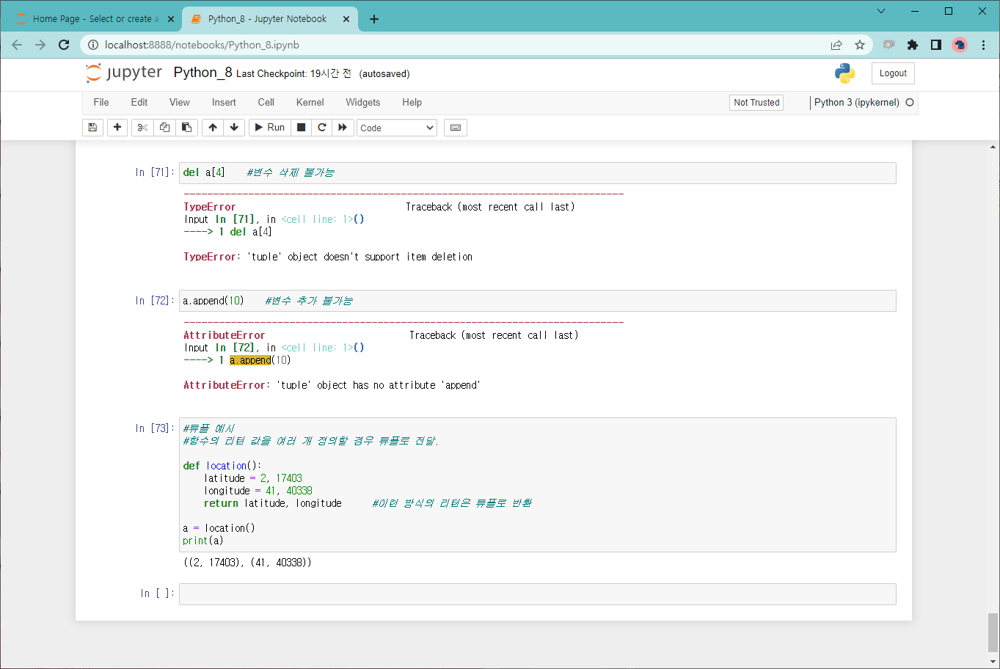 Home Page - Select or create a
Python_8 - Jupyter Notebook
localhost:8888/notebooks/Python_8.ipynb
jupyter Python_8 Last Checkpoint: 19시간 전 (autosaved)
Logout
File Edit View Insert Cell Kernel Widgets Help
Not Trusted
Python 3 (ipykernel)
Run
Code
In [71]: del a[4]    #변수 삭제 불가능
---------------------------------------------------------------------------
TypeError                                 Traceback (most recent call last)
Input In [71], in <cell line: 1>()
----> 1 del a[4]
TypeError: 'tuple' object doesn't support item deletion
In [72]: a.append(10)    #변수 추가 불가능
---------------------------------------------------------------------------
AttributeError                            Traceback (most recent call last)
Input In [72], in <cell line: 1>()
----> 1 a.append(10)
AttributeError: 'tuple' object has no attribute 'append'
In [73]: #튜플 예시
#함수의 리턴 값을 여러 개 정의할 경우 튜플로 전달.
def location():
    latitude = 2, 17403
    longitude = 41, 40338
    return latitude, longitude      #이런 방식의 리턴은 튜플로 반환
a = location()
print(a)
((2, 17403), (41, 40338))
In [ ]: